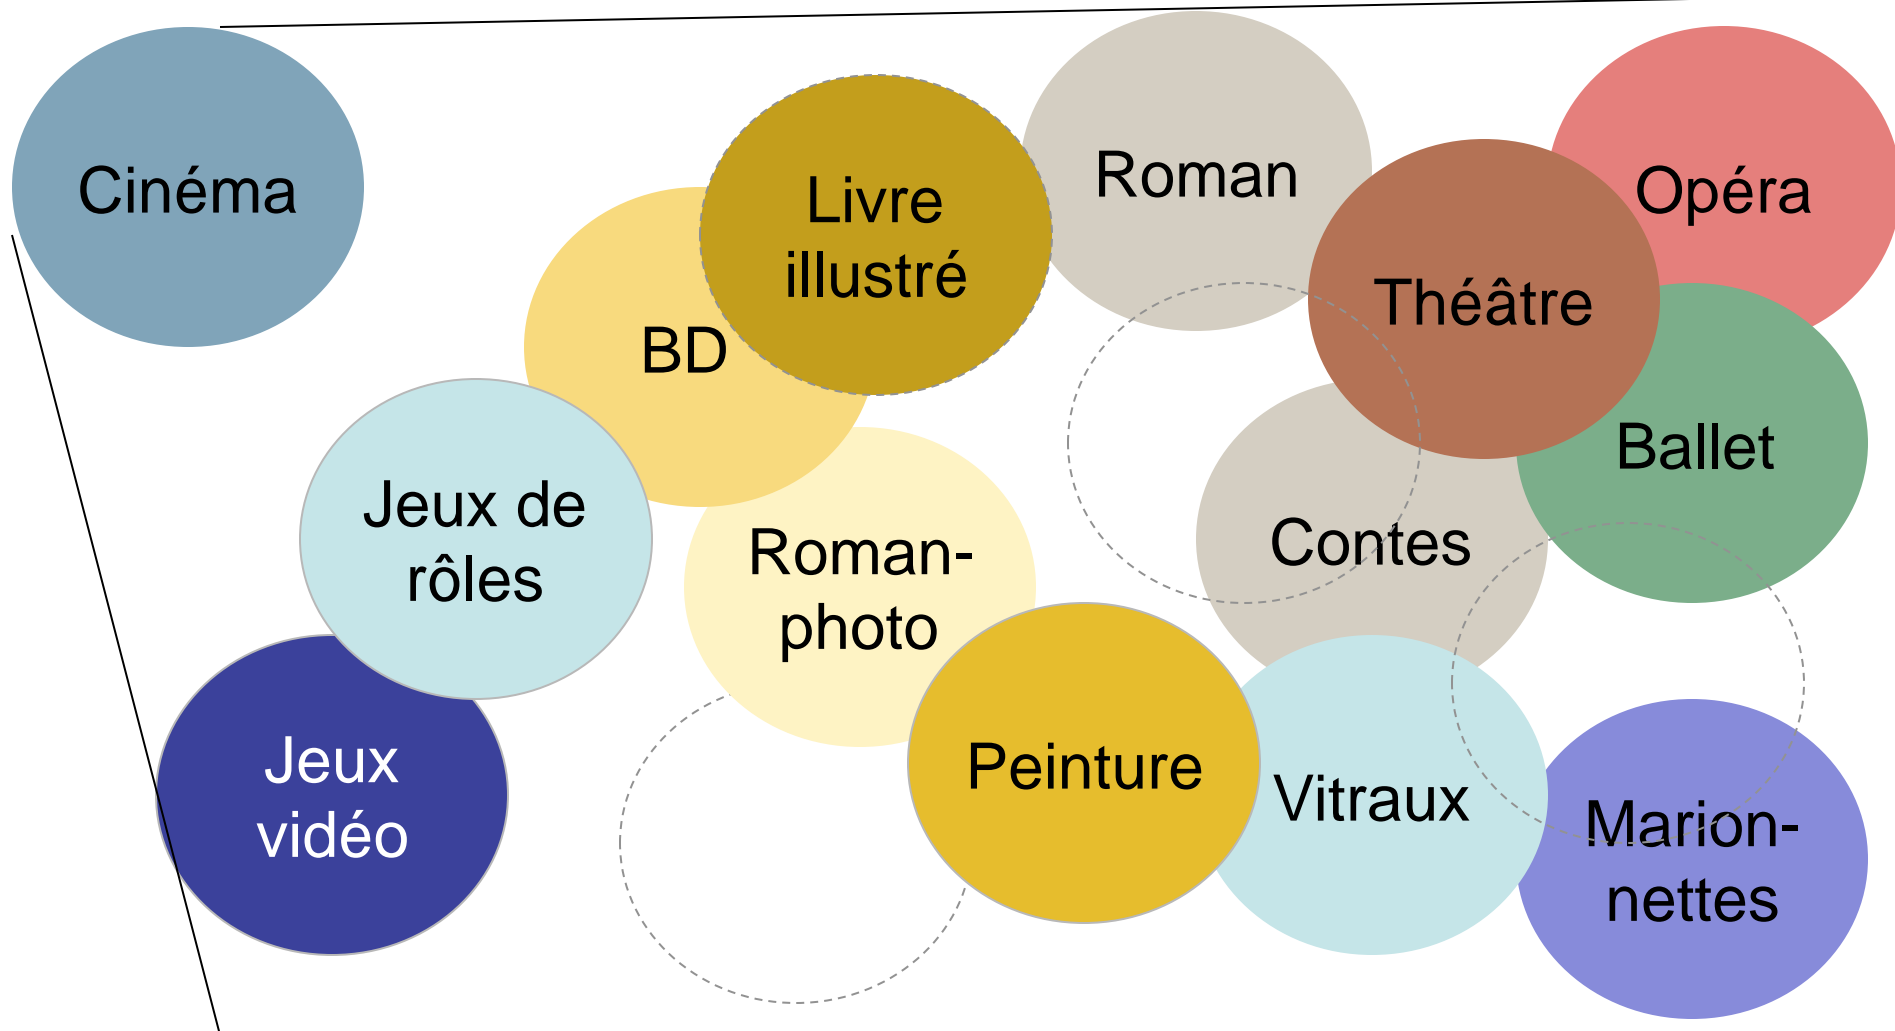 Cinéma
Livre
illustré
Roman
Opéra
Théâtre
BD
Ballet
Jeux de
rôles
Roman-
photo
Contes
Jeux
vidéo
Peinture
Vitraux
Marion-
nettes